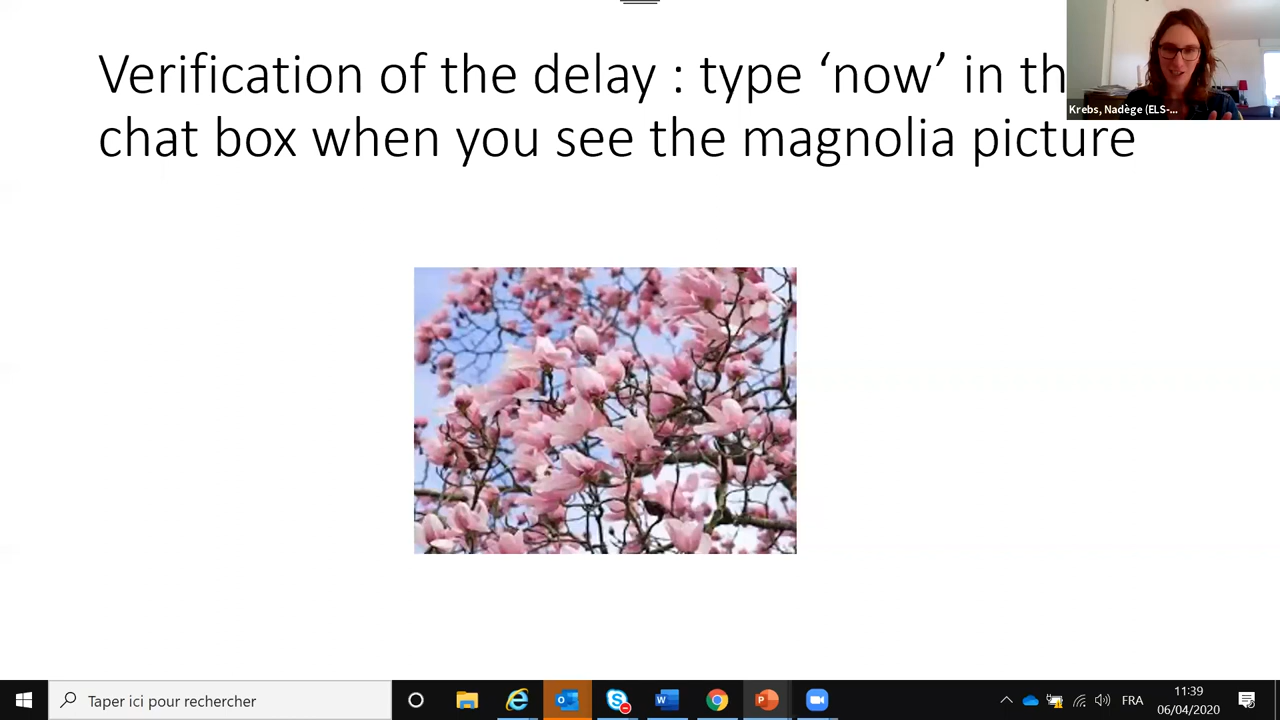 Verification of the delay : type ‘now’ in th
chat box when you see the magnolia picture
Krebs, Nadège (ELS-...
Taper ici pour rechercher
FRA
11:39
06/04/2020